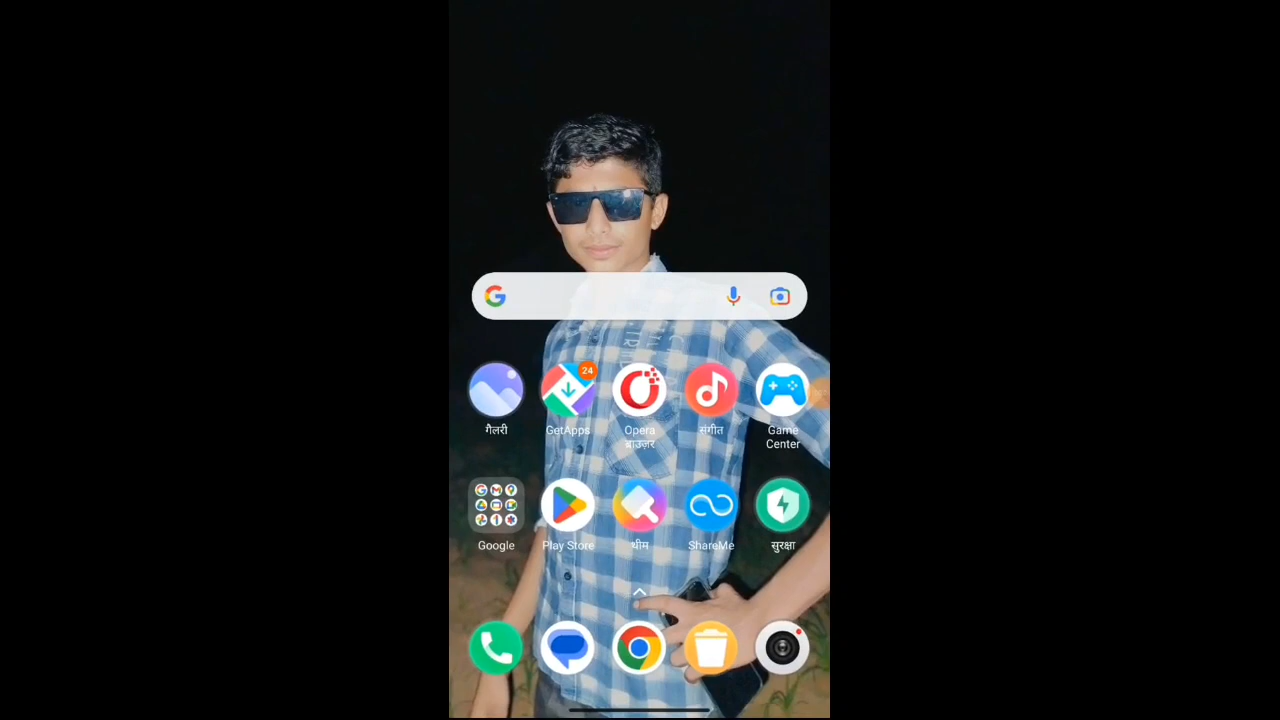 24
गैलरी
GetApps
Opera
ब्राउज़र
संगीत
Game
Center
Google
Play Store
थीम
ShareMe
सुरक्षा